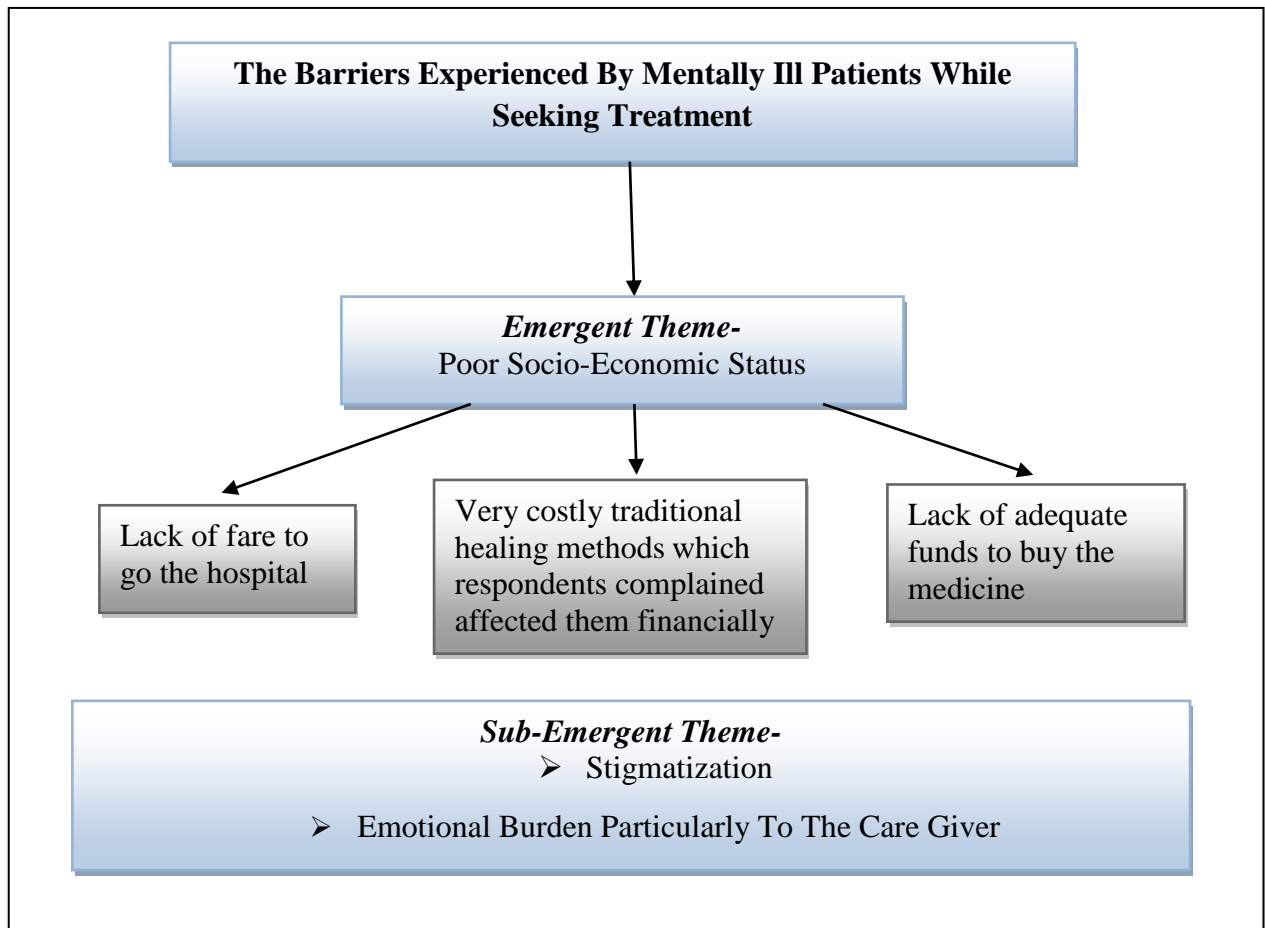 The Barriers Experienced By Mentally Ill Patients While
Seeking Treatment
Emergent Theme-
Poor Socio-Economic Status
Lack of fare to
go the hospital
Very costly traditional
healing methods which
respondents complained
affected them financially
Lack of adequate
funds to buy the
medicine
Sub-Emergent Theme-
➢ Stigmatization
➢ Emotional Burden Particularly To The Care Giver